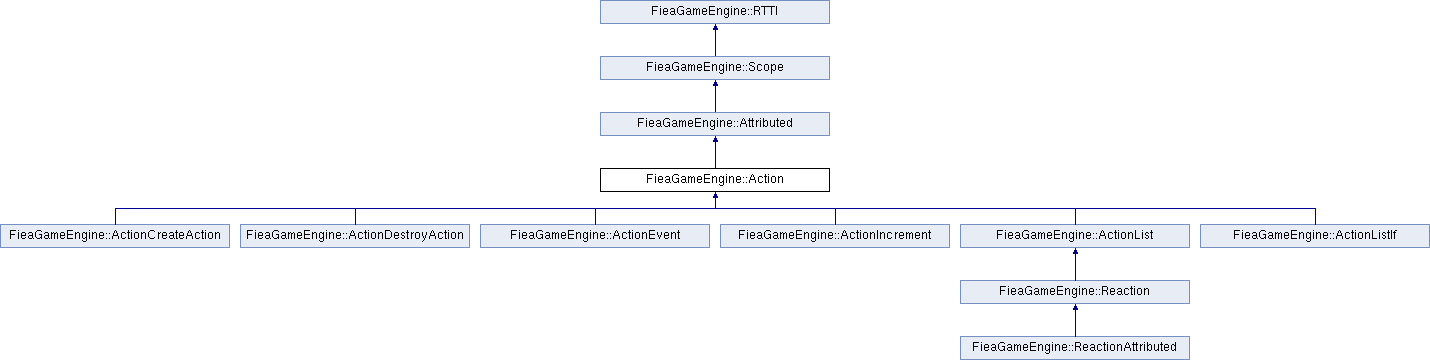 FieaGameEngine::RTTI
FieaGameEngine::Scope
FieaGameEngine::Attributed
FieaGameEngine::Action
FieaGameEngine::ActionCreateAction
FieaGameEngine::ActionDestroyAction
FieaGameEngine::ActionEvent
FieaGameEngine::ActionIncrement
FieaGameEngine::ActionList
FieaGameEngine::ActionListIf
FieaGameEngine::Reaction
FieaGameEngine::ReactionAttributed